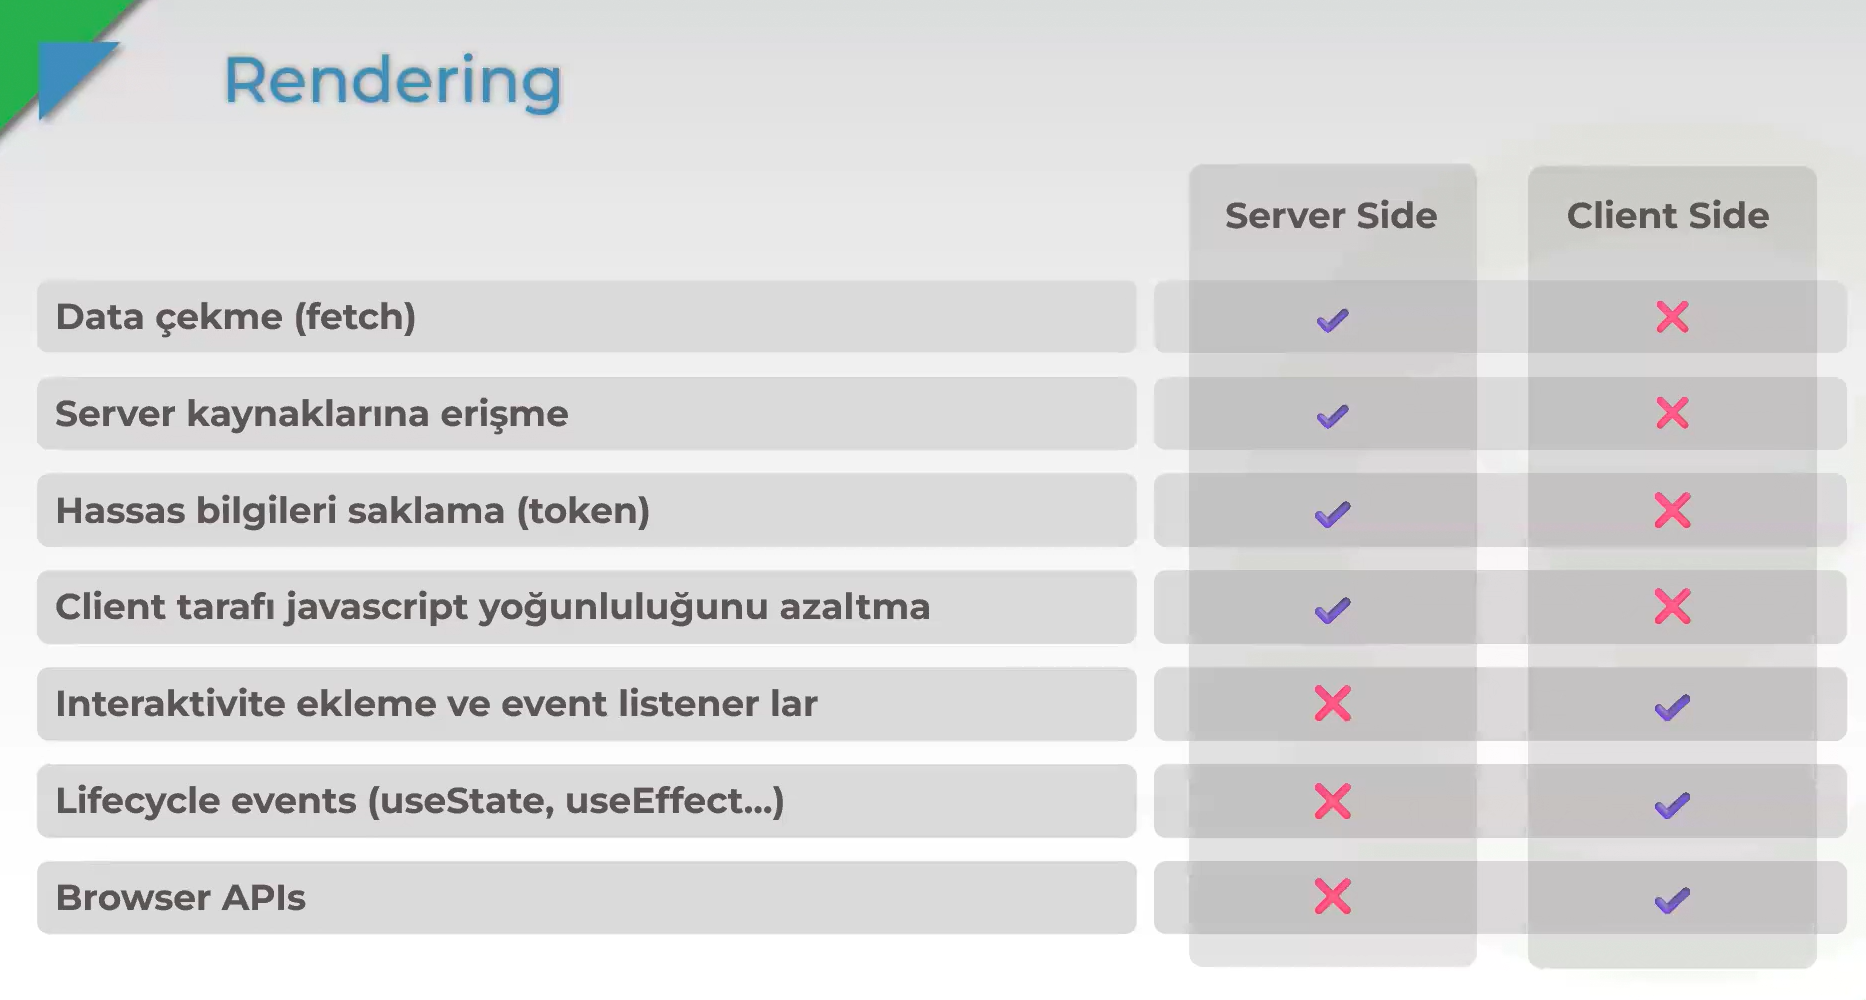 Rendering
Server Side
Client Side
Data çekme (fetch)
Server kaynaklarına erişme
Hassas bilgileri saklama (token)
Client tarafı javascript yoğunluluğunu azaltma
Interaktivite ekleme ve event listener lar
Lifecycle events (useState, useEffect...)
Browser APIs